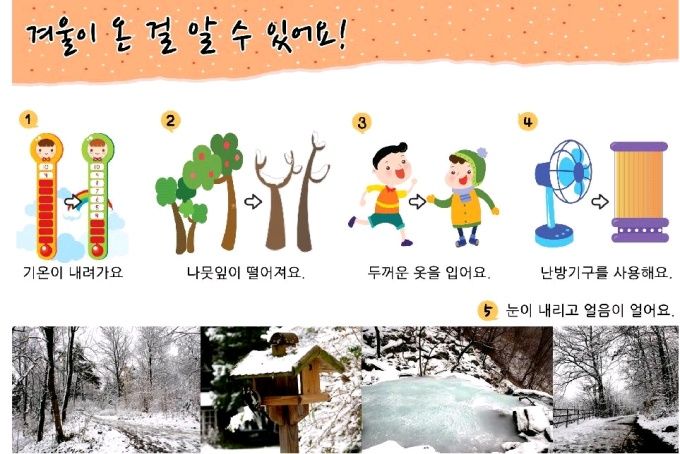 겨울이 온 걸 알 수 있어요!
1
2
3
4
기온이 내려가요
나뭇잎이 떨어져요.
두꺼운 옷을 입어요.
난방기구를 사용해요.
5 눈이 내리고 얼음이 얼어요.